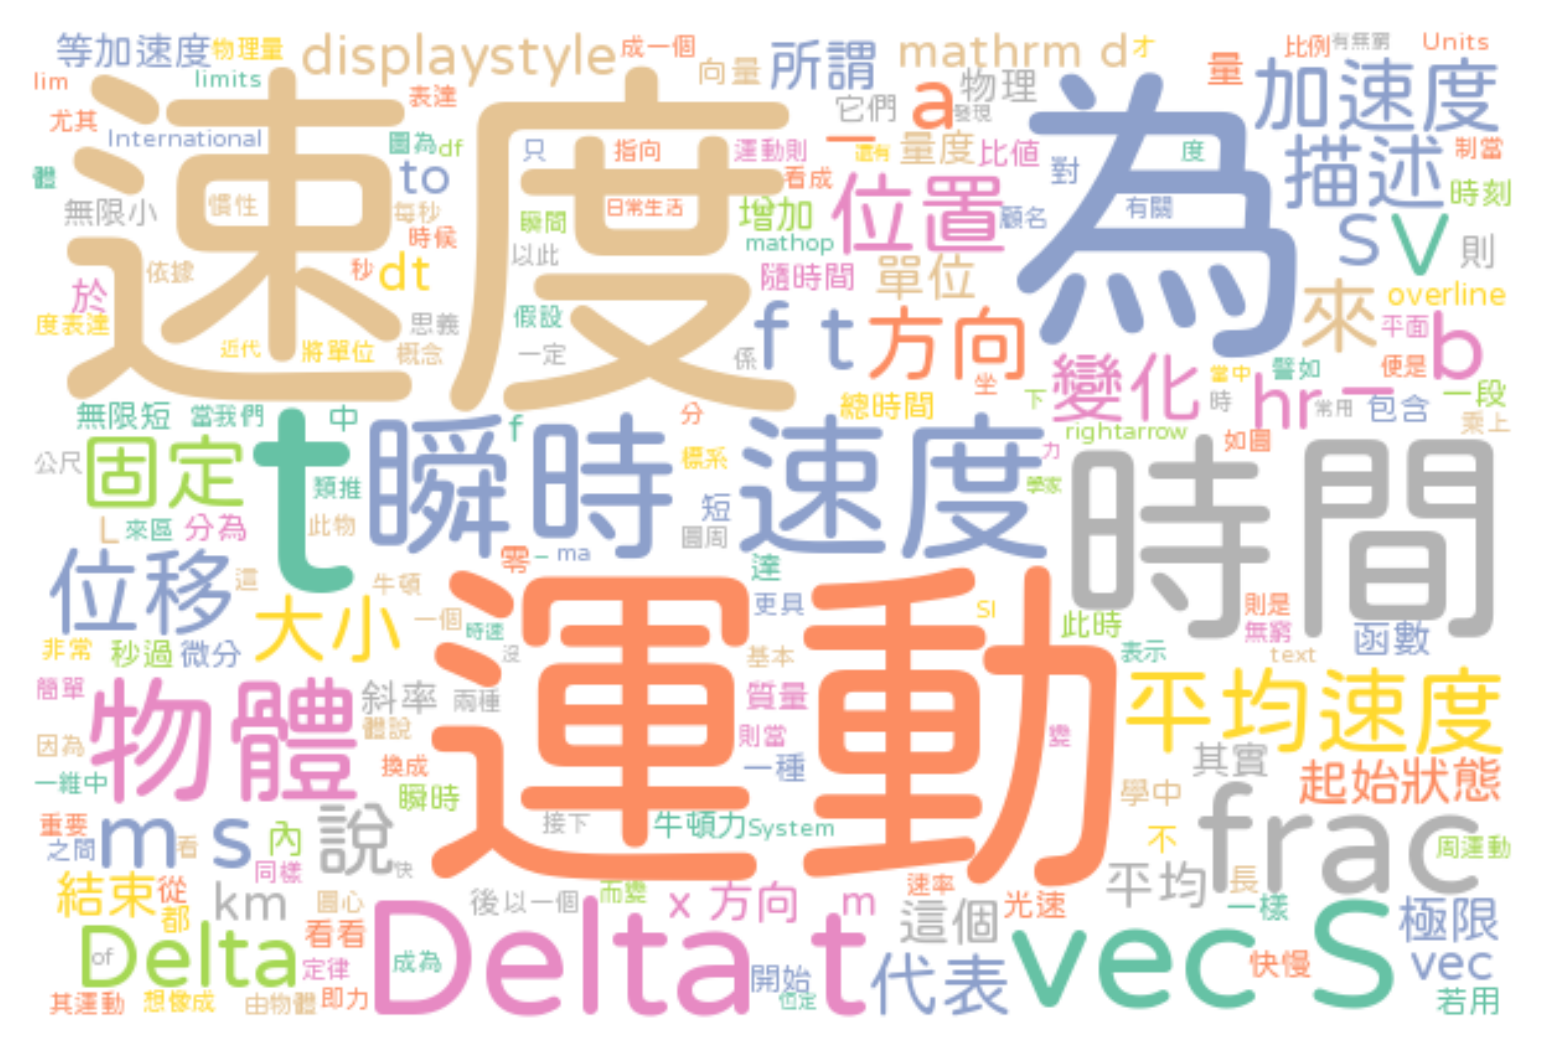 等加速度 物理量 displaystyle 成一個 向量 所謂 mathrm d 才 量 比例 有無窮 Units
lim limits 表達 它們 a 物理 發現 加速度
尤其 International 圖為 df 只 指向 運動則 還有 量度 比值 對 度 描述 制當
體 無限小 慣性 to 每秒 時候 瞬間 日常生活 看成 增加 位置 顧名 有關 為 時刻
速度 mathop S V 則
於 依據 秒 dt 以此 隨時間 單位 來 overline
度表達 近代 將單位 思義 概念 假設 一定 係 f t 方向 平面 b
坐 變化 當中 譬如 便是
無限短 當我們 中 f 分 總時間 下 hr 時 常用 包含 一段 乘上
公尺 固定 t 瞬時 速度 標系 力 rightarrow 如圓 時間
類推 短 學家
L 來區 分為 此物 圓周
位移 這 牛頓 零 ma 達
大小 一個 時速 更具 SI 此時 則是 無窮 函數
非常 秒過 微分 沒 運動 基本 表示 text
簡單 物體 斜率 兩種 質量 平均速度
因為 體說 則當 變 其實
一維中 換成 瞬時 一種 學中 起始狀態
重要 m s 內 說 接下 牛頓力 System 不 frac 周運動
之間 看 同樣 快 平均
結束 從 都 km 圓心 後以一個 而變 x 方向 m 速率 這個 光速 長 一樣 極限
Delta of 看看 定律 成為 Delta t 開始 恆定 代表 vec S 快慢 vec
其運動 想像成 由物體 即力 若用